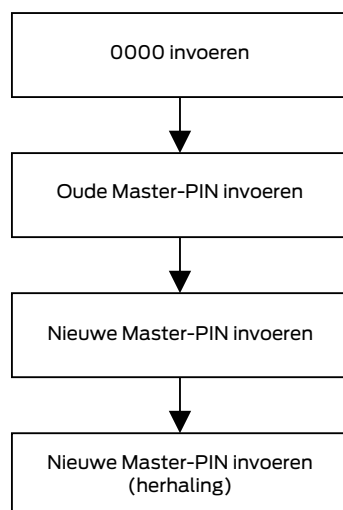 0000 invoeren
Oude Master-PIN invoeren
Nieuwe Master-PIN invoeren
Nieuwe Master-PIN invoeren
(herhaling)